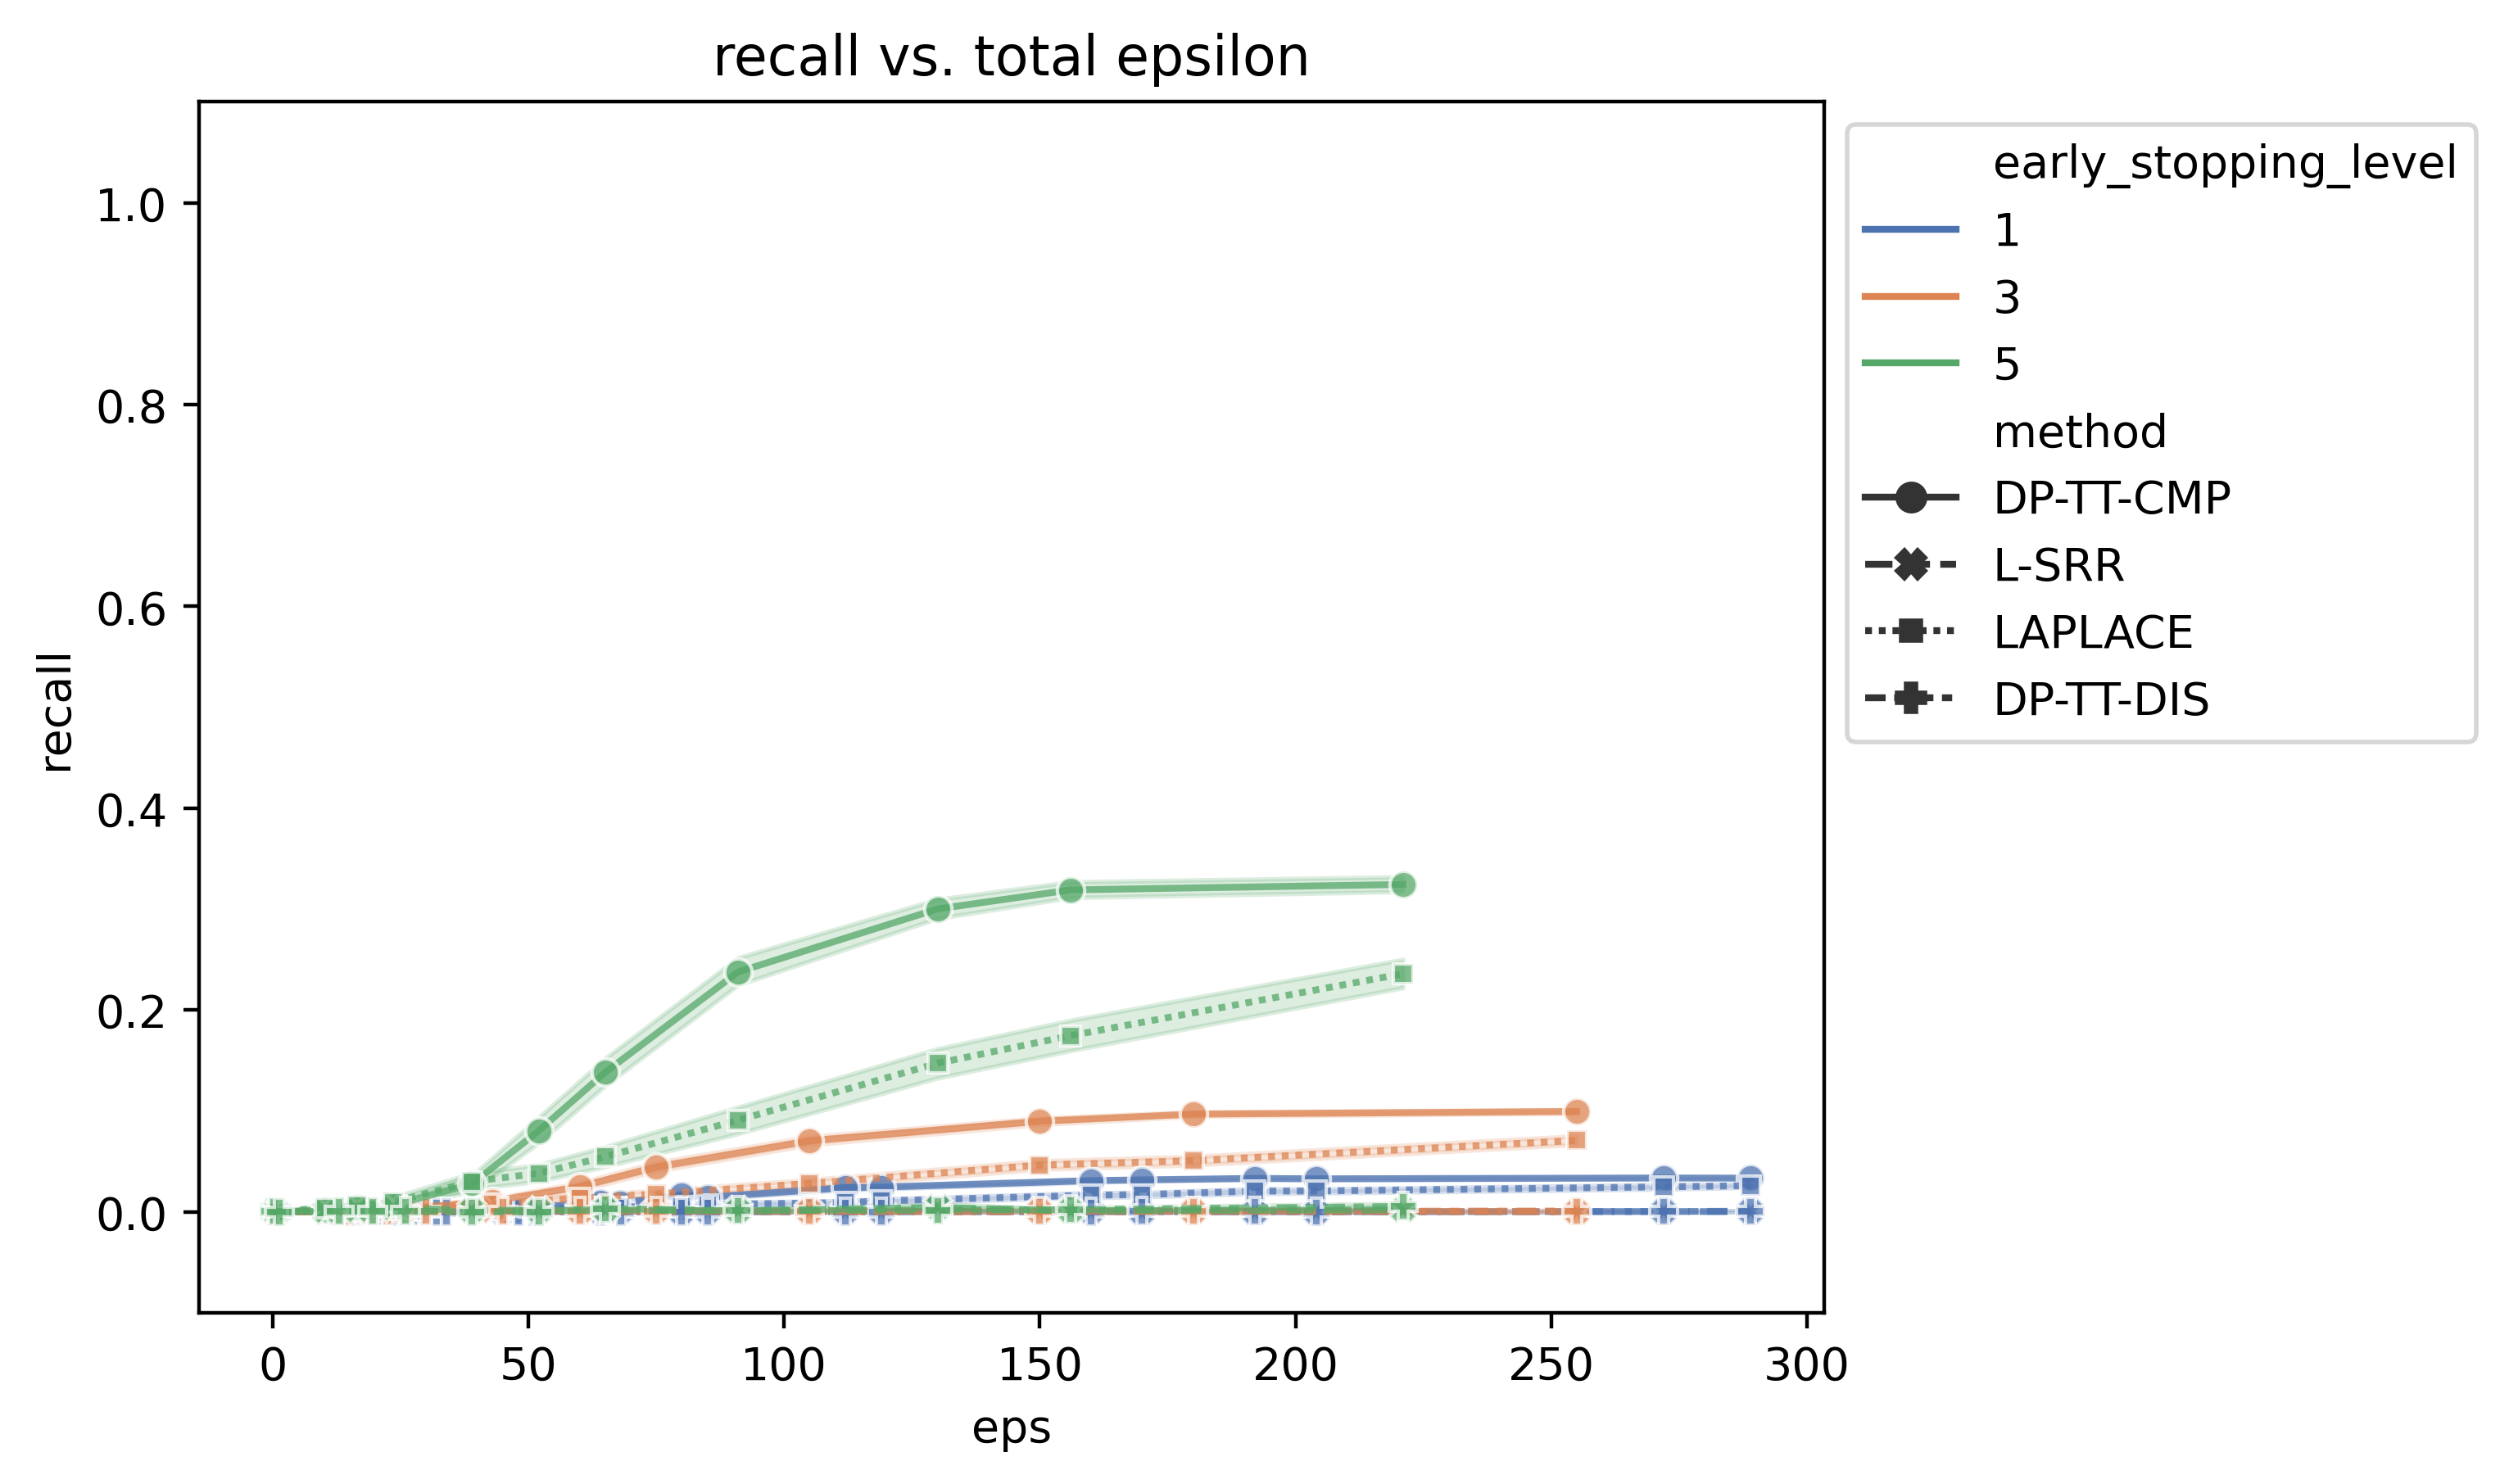 recall vs. total epsilon
1.0
0.8
0.6
0.4
0.2
0.0
recall
0 50 100 150 200 250 300
eps
early_stopping_level
1
3
5
method
DP-TT-CMP
L-SRR
LAPLACE
DP-TT-DIS